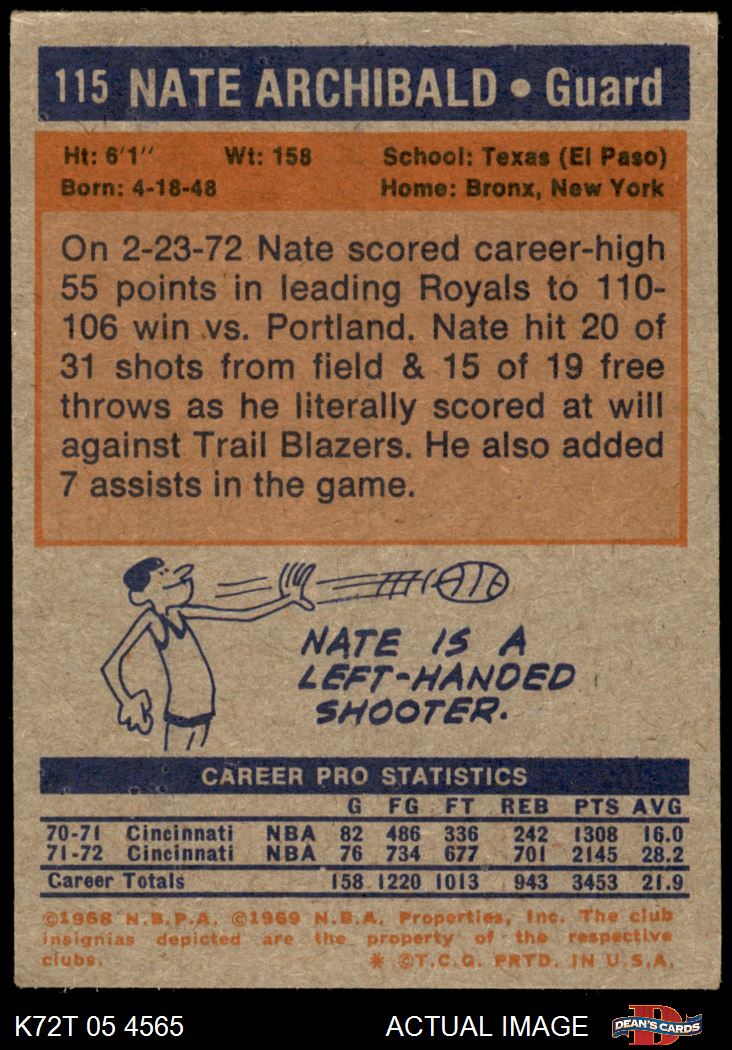 115 NATE ARCHIBALD • Guard
Ht: 6'1'' Wt: 158 School: Texas (El Paso)
Born: 4-18-48 Home: Bronx, New York
On 2-23-72 Nate scored career-high
55 points in leading Royals to 110-
106 win vs. Portland. Nate hit 20 of
31 shots from field & 15 of 19 free
throws as he literally scored at will
against Trail Blazers. He also added
7 assists in the game.
NATE IS A
LEFT-HANDED
SHOOTER.
CAREER PRO STATISTICS
G FG FT REB PTS AVG
70-71 Cincinnati NBA 82 486 336 242 1308 16.0
71-72 Cincinnati NBA 76 734 677 701 2145 28.2
Career Totals 158 1220 1013 943 3453 21.9
©1968 N.B.P.A. ©1969 N.B.A. Properties, Inc. The club
insignias depicted are the property of the respective
clubs. * ©T.C.G. PRTD. IN U.S.A.
K72T 05 4565 ACTUAL IMAGE D DEAN'S CARDS